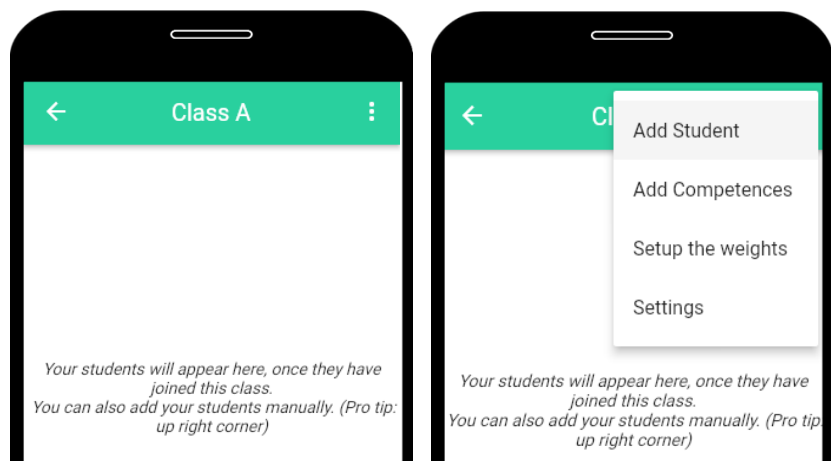 Class A
Your students will appear here, once they have
joined this class.
You can also add your students manually. (Pro tip:
up right corner)
Cl
Add Student
Add Competences
Setup the weights
Settings
Your students will appear here, once they have
joined this class.
You can also add your students manually. (Pro tip:
up right corner)